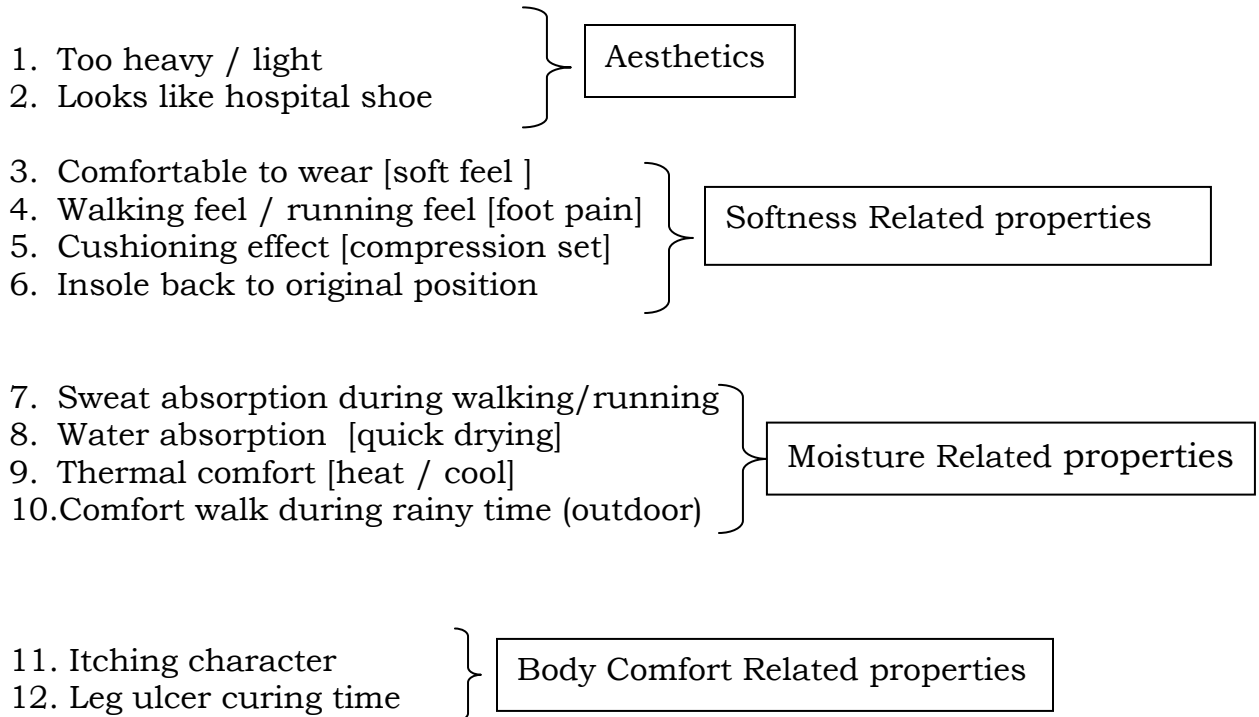 1. Too heavy / light
2. Looks like hospital shoe
Aesthetics
3. Comfortable to wear [soft feel ]
4. Walking feel / running feel [foot pain]
5. Cushioning effect [compression set]
6. Insole back to original position
Softness Related properties
7. Sweat absorption during walking/running
8. Water absorption [quick drying]
9. Thermal comfort [heat / cool]
10.Comfort walk during rainy time (outdoor)
Moisture Related properties
11. Itching character
12. Leg ulcer curing time
Body Comfort Related properties